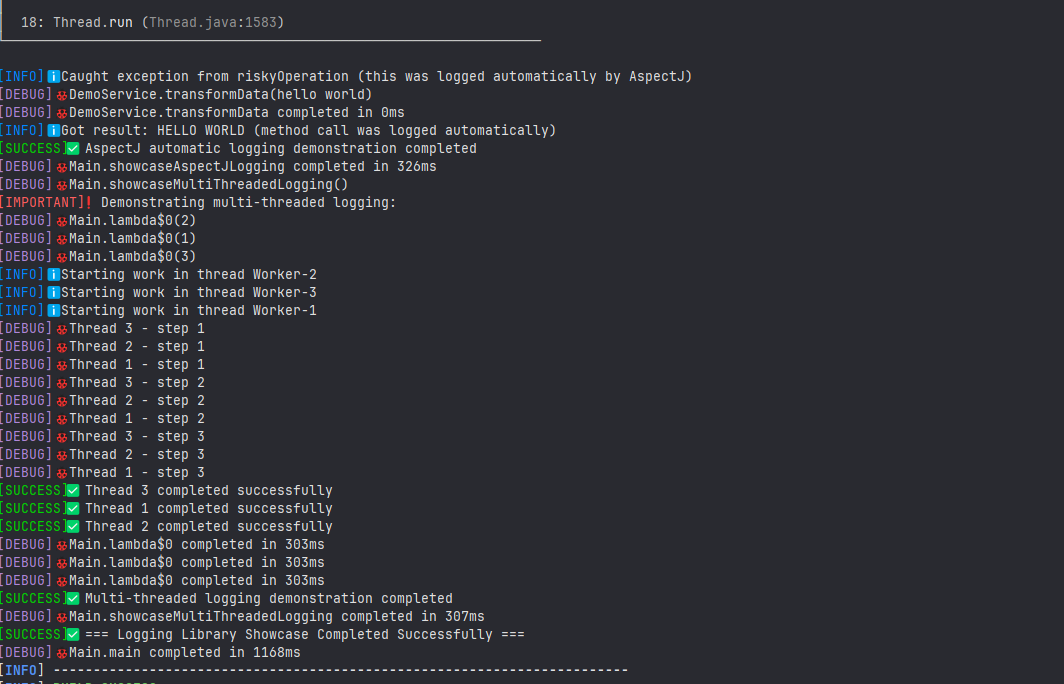 18: Thread.run (Thread.java:1583)
[INFO] ℹ️Caught exception from riskyOperation (this was logged automatically by AspectJ)
[DEBUG] DemoService.transformData(hello world)
[DEBUG] DemoService.transformData completed in 0ms
[INFO] ℹ️Got result: HELLO WORLD (method call was logged automatically)
[SUCCESS]✅ AspectJ automatic logging demonstration completed
[DEBUG] Main.showcaseAspectJLogging completed in 326ms
[DEBUG] Main.showcaseMultiThreadedLogging()
[IMPORTANT]❗ Demonstrating multi-threaded logging:
[DEBUG] Main.lambda$0(2)
[DEBUG] Main.lambda$0(1)
[DEBUG] Main.lambda$0(3)
[INFO] ℹ️Starting work in thread Worker-2
[INFO] ℹ️Starting work in thread Worker-3
[INFO] ℹ️Starting work in thread Worker-1
[DEBUG] Thread 3 - step 1
[DEBUG] Thread 2 - step 1
[DEBUG] Thread 1 - step 1
[DEBUG] Thread 3 - step 2
[DEBUG] Thread 2 - step 2
[DEBUG] Thread 1 - step 2
[DEBUG] Thread 3 - step 3
[DEBUG] Thread 2 - step 3
[DEBUG] Thread 1 - step 3
[SUCCESS]✅ Thread 3 completed successfully
[SUCCESS]✅ Thread 1 completed successfully
[SUCCESS]✅ Thread 2 completed successfully
[DEBUG] Main.lambda$0 completed in 303ms
[DEBUG] Main.lambda$0 completed in 303ms
[DEBUG] Main.lambda$0 completed in 303ms
[SUCCESS]✅ Multi-threaded logging demonstration completed
[DEBUG] Main.showcaseMultiThreadedLogging completed in 307ms
[SUCCESS]✅ === Logging Library Showcase Completed Successfully ===
[DEBUG] Main.main completed in 1168ms
[INFO] ------------------------------------------------------------------------